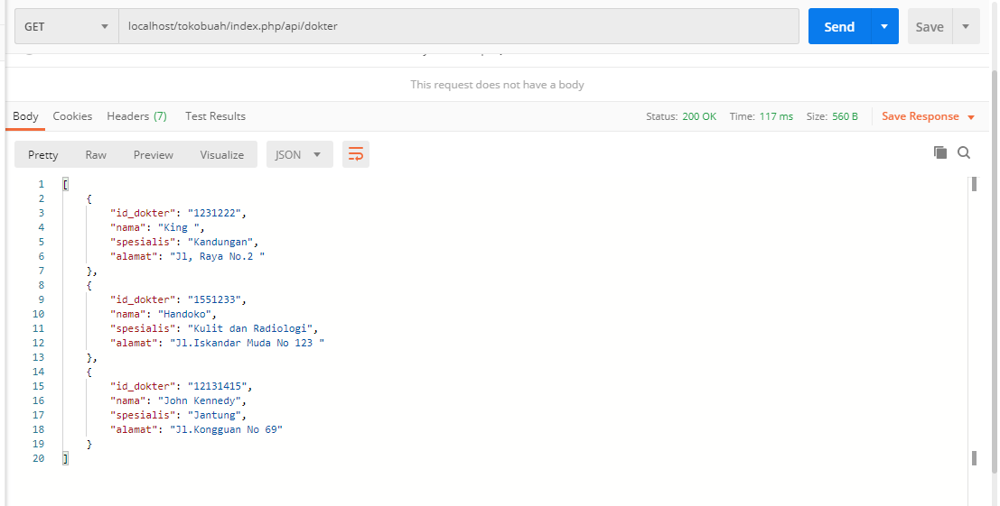 GET localhost/tokobuah/index.php/api/dokter Send Save
This request does not have a body
Body Cookies Headers (7) Test Results Status: 200 OK Time: 117 ms Size: 560 B Save Response
Pretty Raw Preview Visualize JSON
1 [
2 {
3 "id_dokter": "1231222",
4 "nama": "King ",
5 "spesialis": "Kandungan",
6 "alamat": "Jl, Raya No.2 "
7 },
8 {
9 "id_dokter": "1551233",
10 "nama": "Handoko",
11 "spesialis": "Kulit dan Radiologi",
12 "alamat": "Jl.Iskandar Muda No 123 "
13 },
14 {
15 "id_dokter": "12131415",
16 "nama": "John Kennedy",
17 "spesialis": "Jantung",
18 "alamat": "Jl.Kongguan No 69"
19 }
20 ]